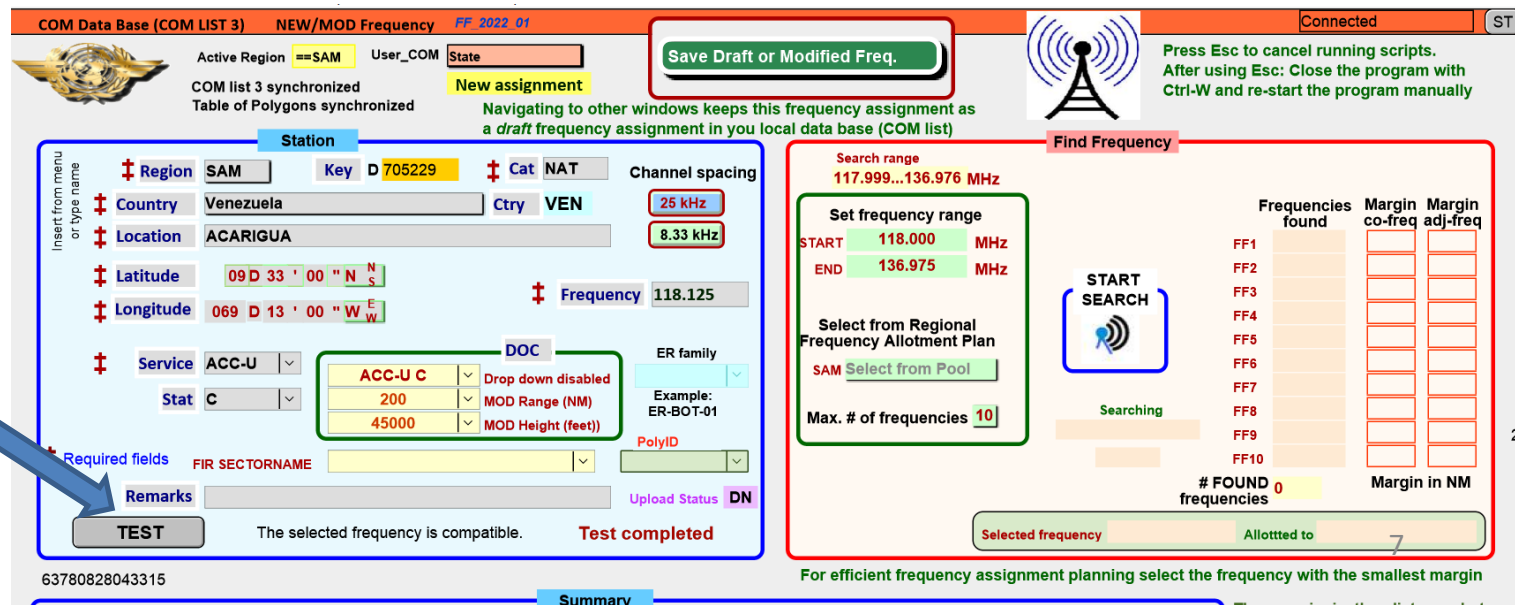 COM Data Base (COM LIST 3) NEW/MOD Frequency FF_2022_01 Connected ST
Active Region ==SAM User_COM State
COM list 3 synchronized New assignment
Table of Polygons synchronized
Save Draft or Modified Freq.
Navigating to other windows keeps this frequency assignment as
a draft frequency assignment in you local data base (COM list)
Press Esc to cancel running scripts.
After using Esc: Close the program with
Ctrl-W and re-start the program manually
Station
Insert from menu
or type name
‡ Region SAM Key D 705229 ‡ Cat NAT Channel spacing
‡ Country Venezuela Ctry VEN 25 kHz
‡ Location ACARIGUA 8.33 kHz
‡ Latitude 09 D 33 ' 00 " N N S
‡ Longitude 069 D 13 ' 00 " W E W
‡ Frequency 118.125
‡ Service ACC-U
Stat C
DOC
ACC-U C Drop down disabled
200 MOD Range (NM)
45000 MOD Height (feet))
ER family
Example:
ER-BOT-01
PolyID
‡ Required fields FIR SECTORNAME
Remarks Upload Status DN
TEST The selected frequency is compatible. Test completed
63780828043315
Find Frequency
Search range
117.999...136.976 MHz
Set frequency range
START 118.000 MHz
END 136.975 MHz
Select from Regional
Frequency Allotment Plan
SAM Select from Pool
Max. # of frequencies 10
START
SEARCH
Searching
Frequencies found Margin co-freq Margin adj-freq
FF1
FF2
FF3
FF4
FF5
FF6
FF7
FF8
FF9
FF10
# FOUND frequencies 0 Margin in NM
Selected frequency Allottted to
7
2
For efficient frequency assignment planning select the frequency with the smallest margin
Summary